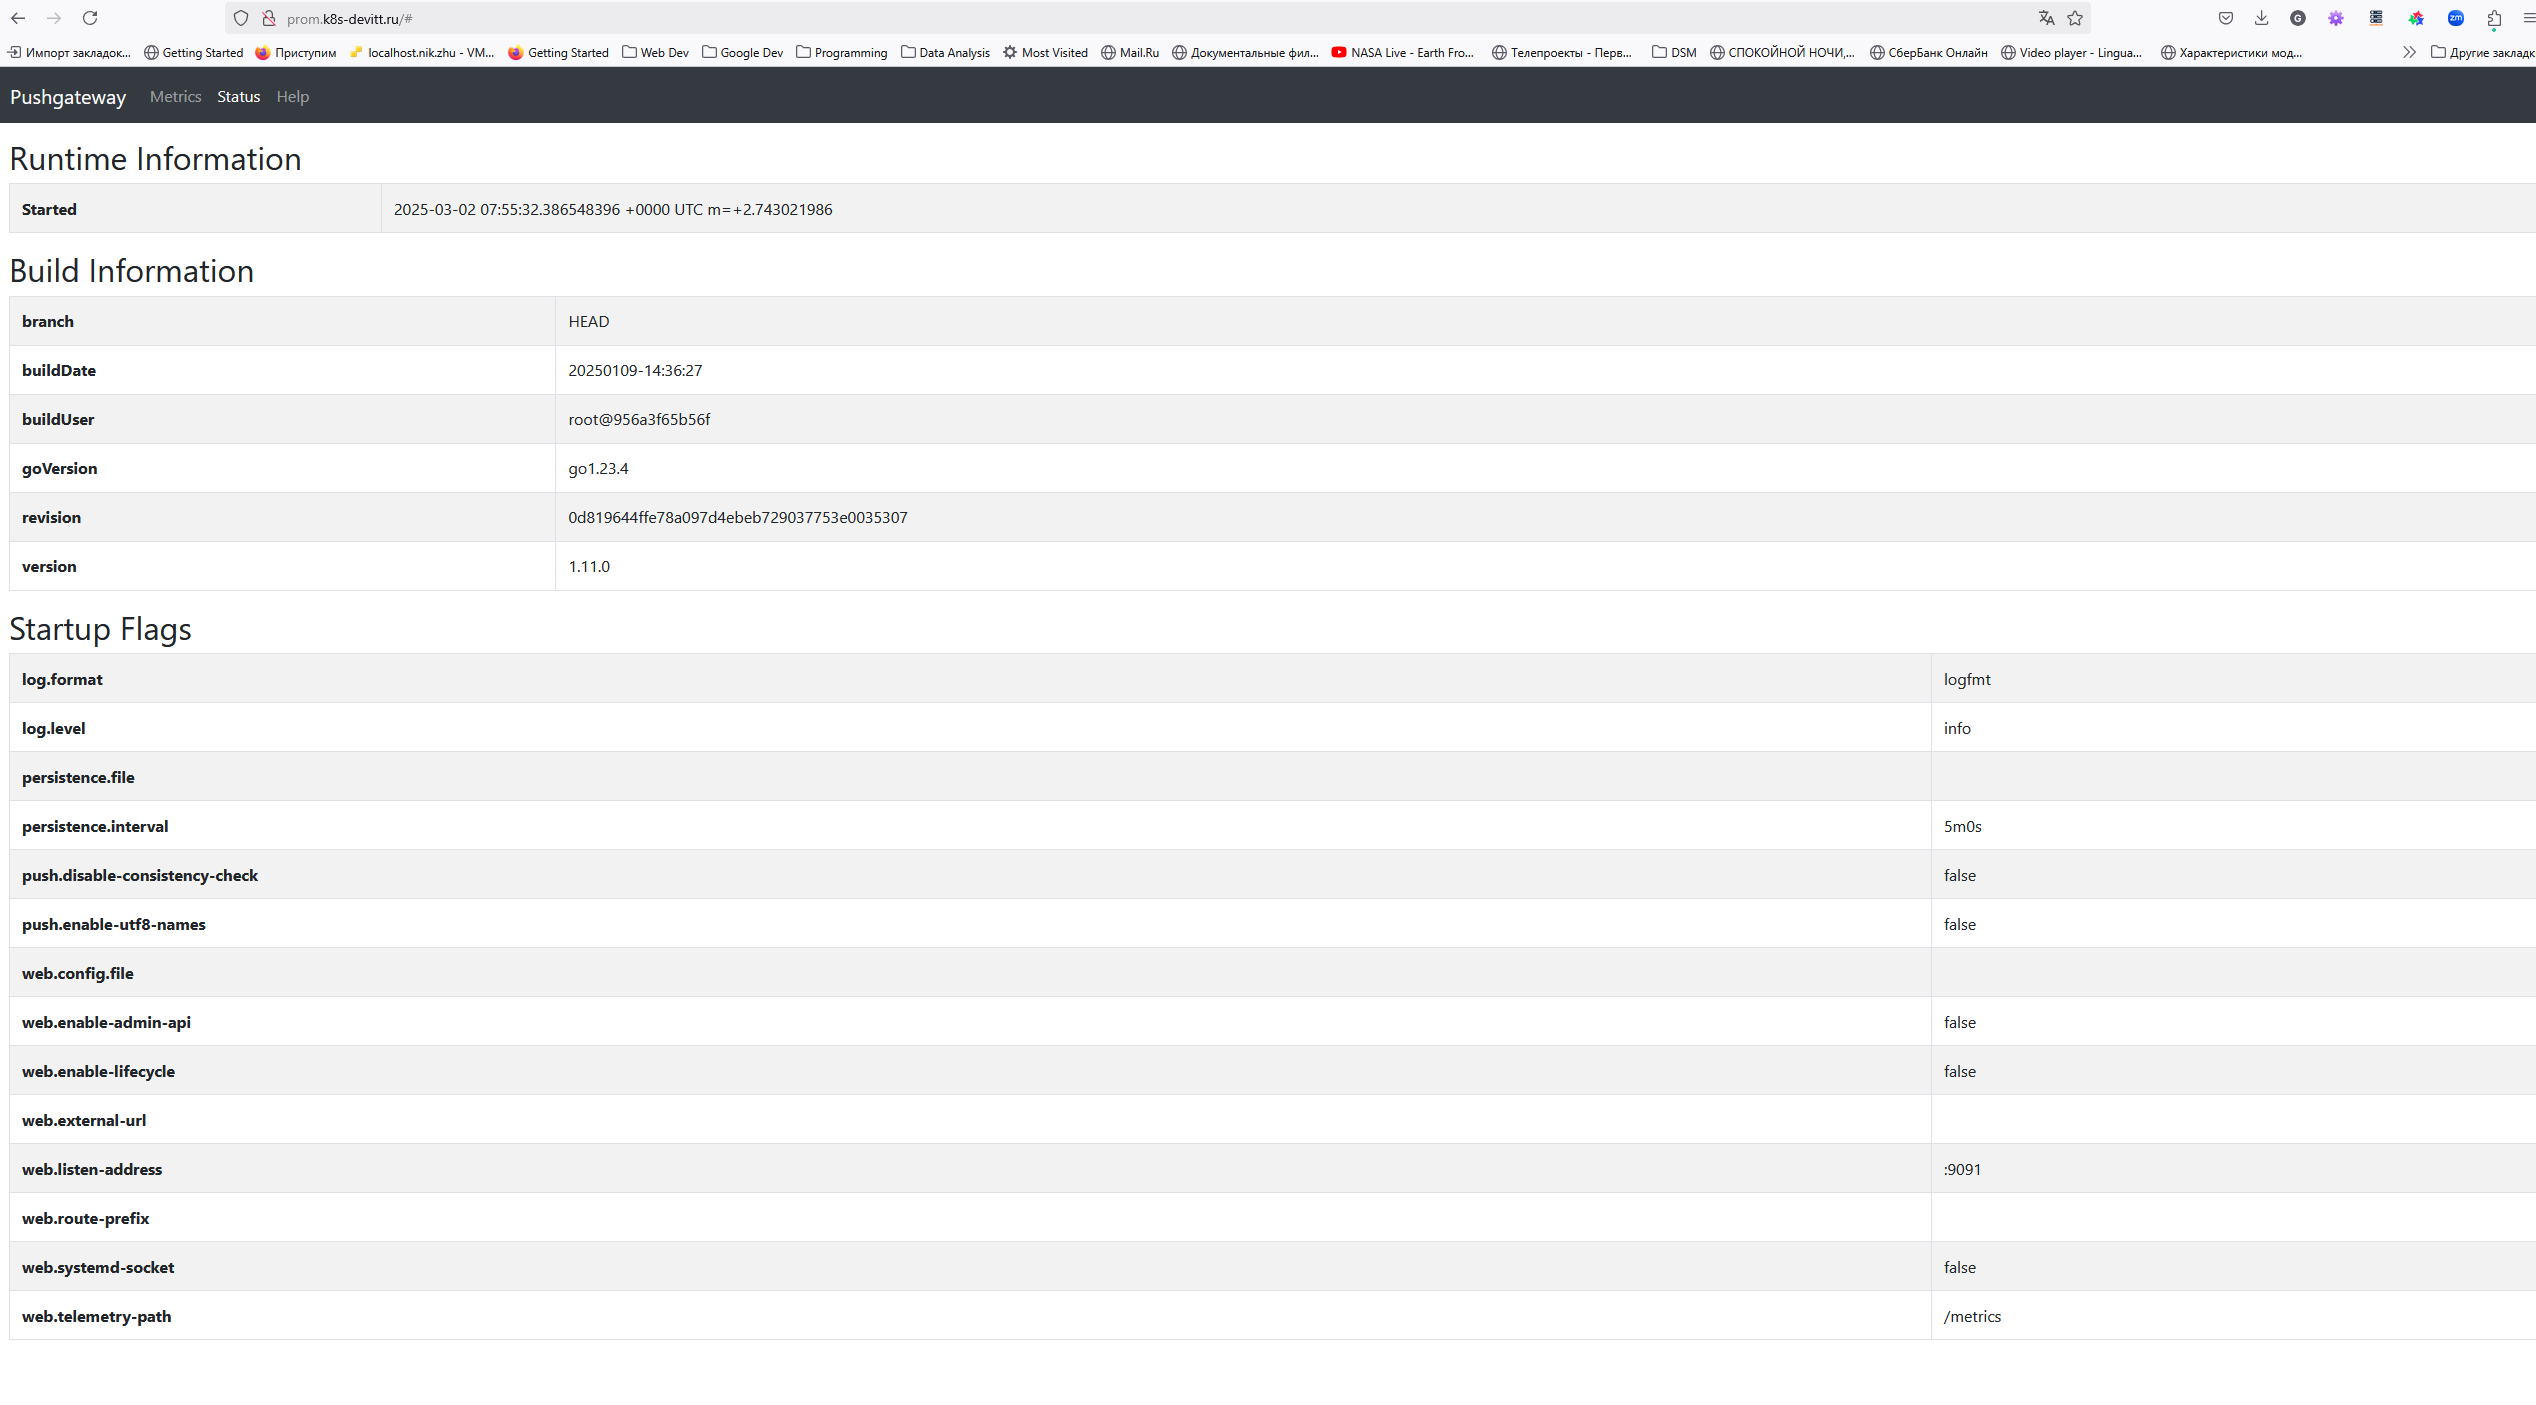 prom.k8s-devitt.ru/#
Импорт закладок... Getting Started Приступим localhost.nik.zhu - VM... Getting Started Web Dev Google Dev Programming Data Analysis Most Visited Mail.Ru Документальные фил... NASA Live - Earth Fro... Телепроекты - Перв... DSM СПОКОЙНОЙ НОЧИ,... СберБанк Онлайн Video player - Lingua... Характеристики мод... Другие заклад
Pushgateway Metrics Status Help
Runtime Information
Started 2025-03-02 07:55:32.386548396 +0000 UTC m=+2.743021986
Build Information
branch HEAD
buildDate 20250109-14:36:27
buildUser root@956a3f65b56f
goVersion go1.23.4
revision 0d819644ffe78a097d4ebeb729037753e0035307
version 1.11.0
Startup Flags
log.format logfmt
log.level info
persistence.file
persistence.interval 5m0s
push.disable-consistency-check false
push.enable-utf8-names false
web.config.file
web.enable-admin-api false
web.enable-lifecycle false
web.external-url
web.listen-address :9091
web.route-prefix
web.systemd-socket false
web.telemetry-path /metrics